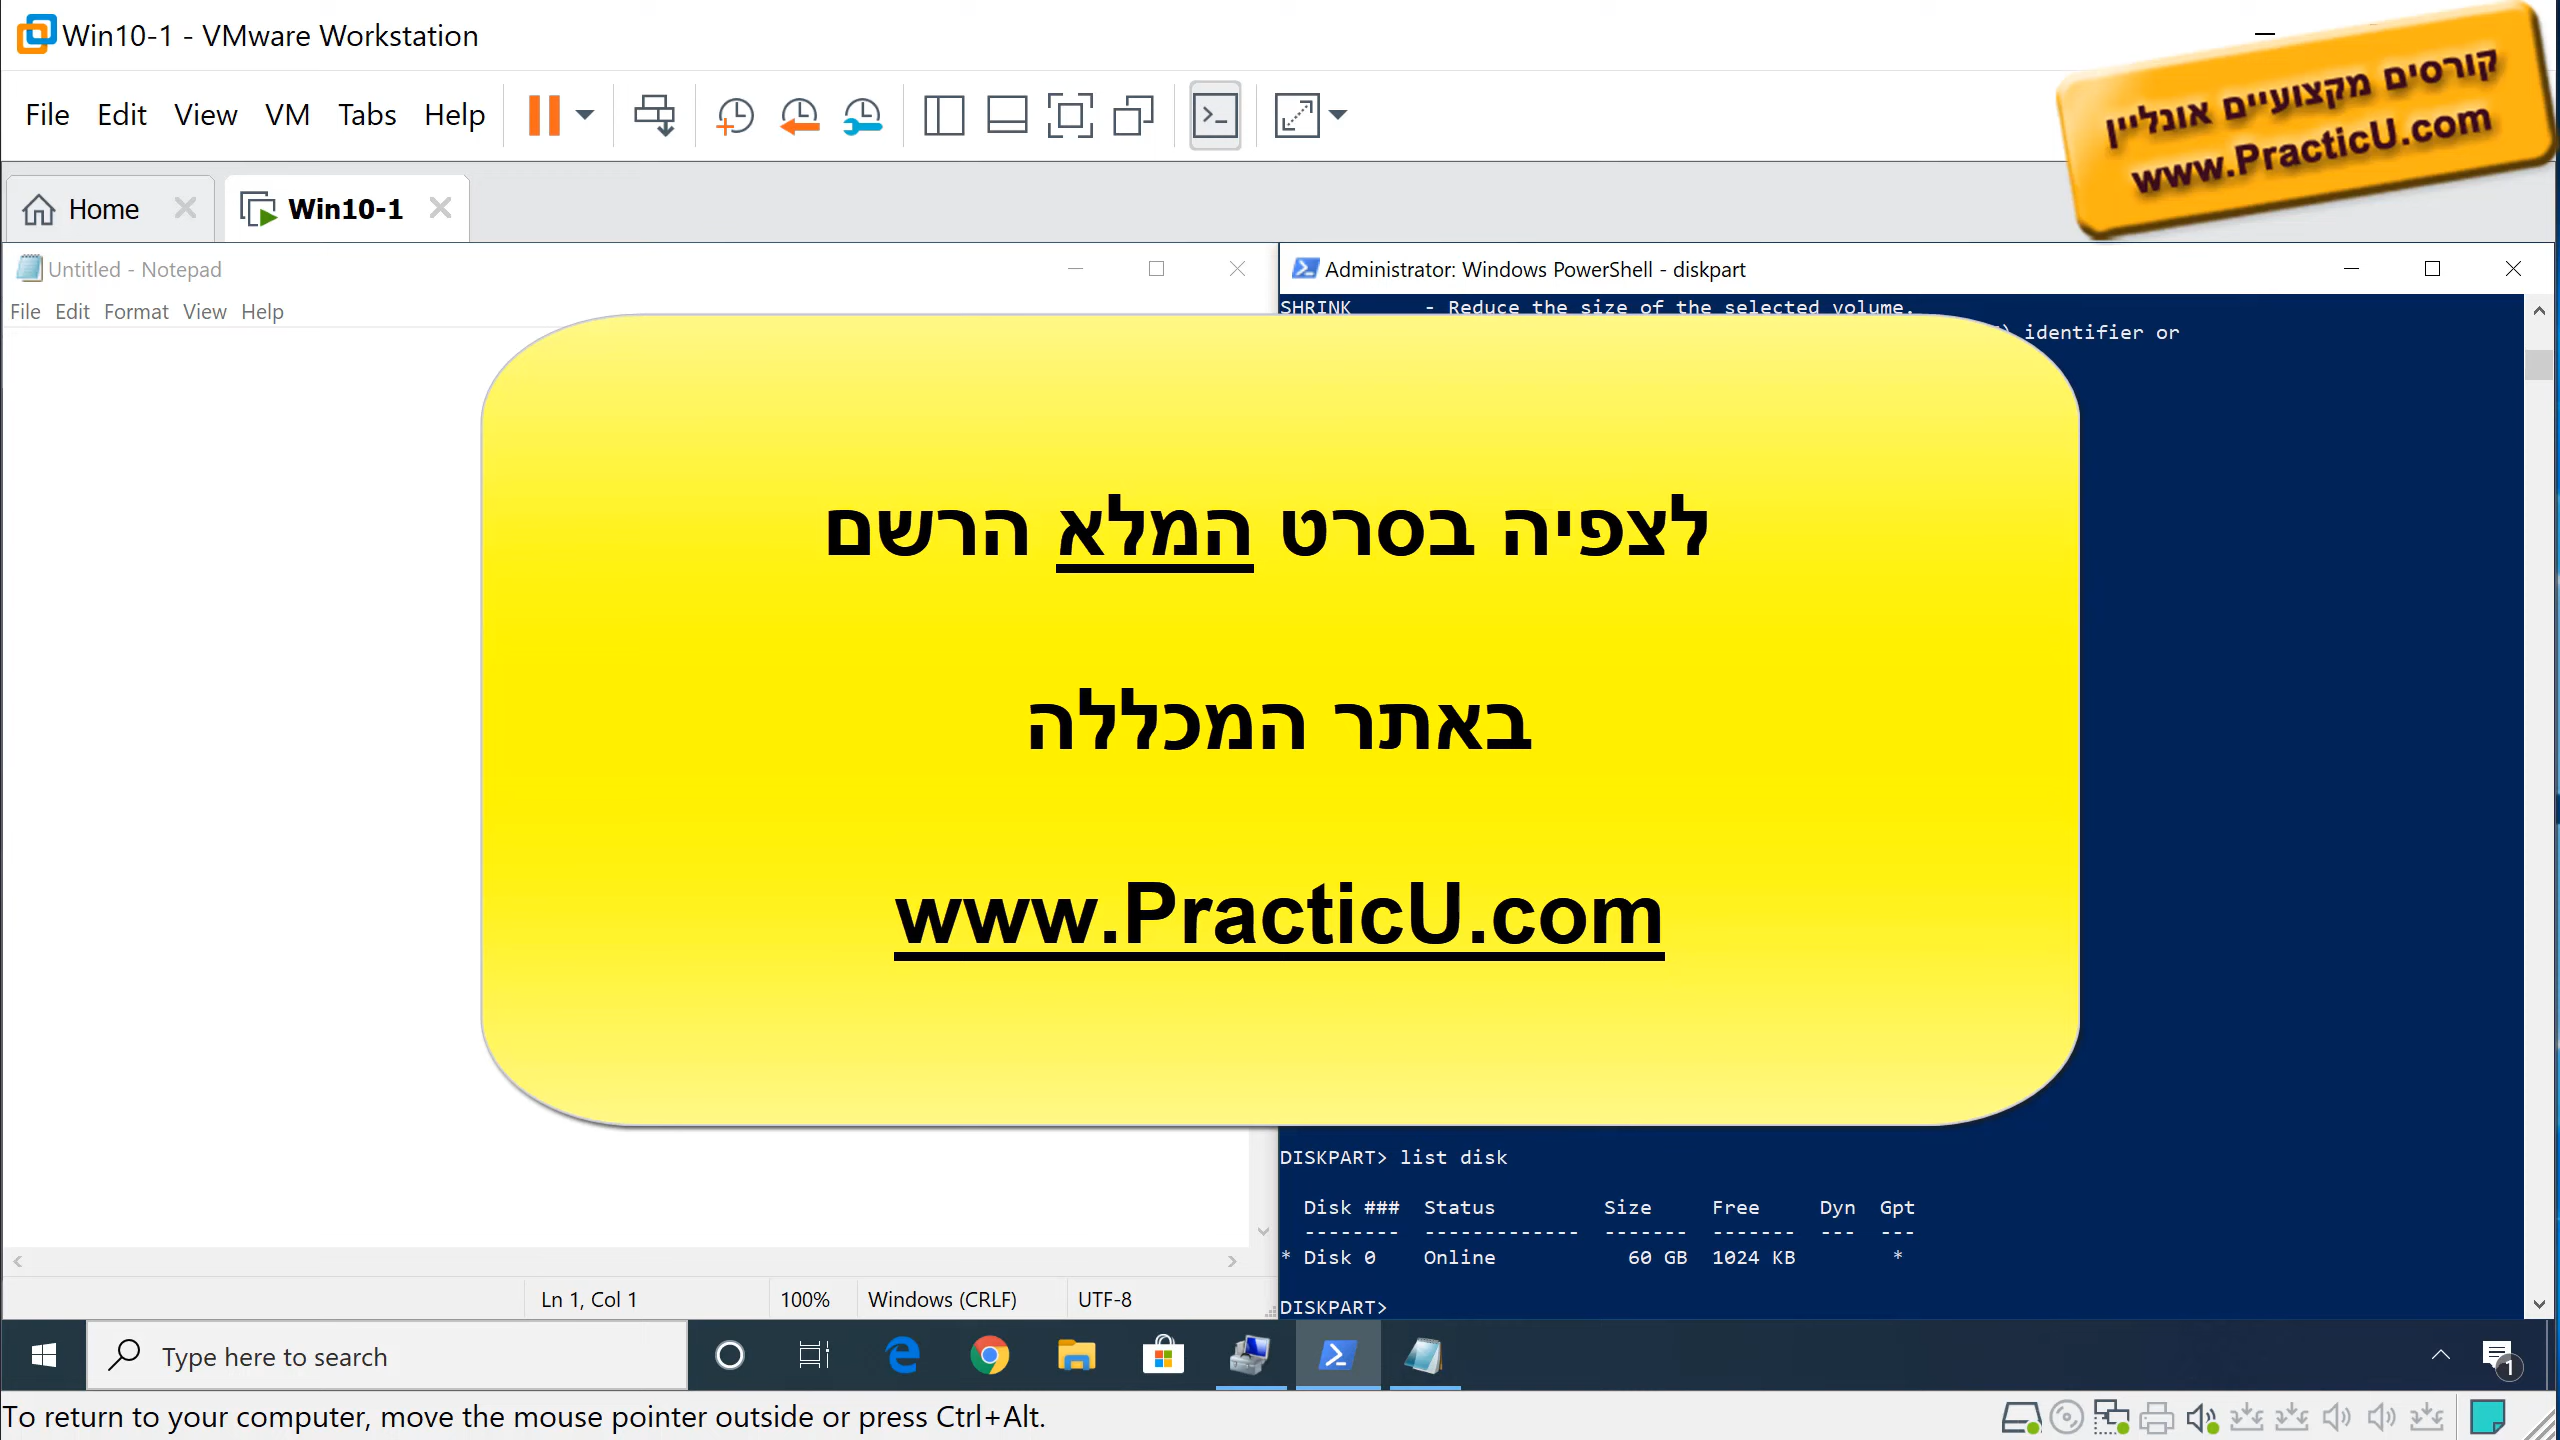 Win10-1 - VMware Workstation
קורסים מקצועיים אונליין
www.PracticU.com
File Edit View VM Tabs Help
Home
Win10-1
Untitled - Notepad
File Edit Format View Help
Administrator: Windows PowerShell - diskpart
SHRINK - Reduce the size of the selected volume.
identifier or
לצפיה בסרט המלא הרשם
באתר המכללה
www.PracticU.com
DISKPART> list disk
Disk ### Status Size Free Dyn Gpt
-------- ------------- ------- ------- --- ---
* Disk 0 Online 60 GB 1024 KB *
DISKPART>
Ln 1, Col 1 100% Windows (CRLF) UTF-8
Type here to search
1
To return to your computer, move the mouse pointer outside or press Ctrl+Alt.